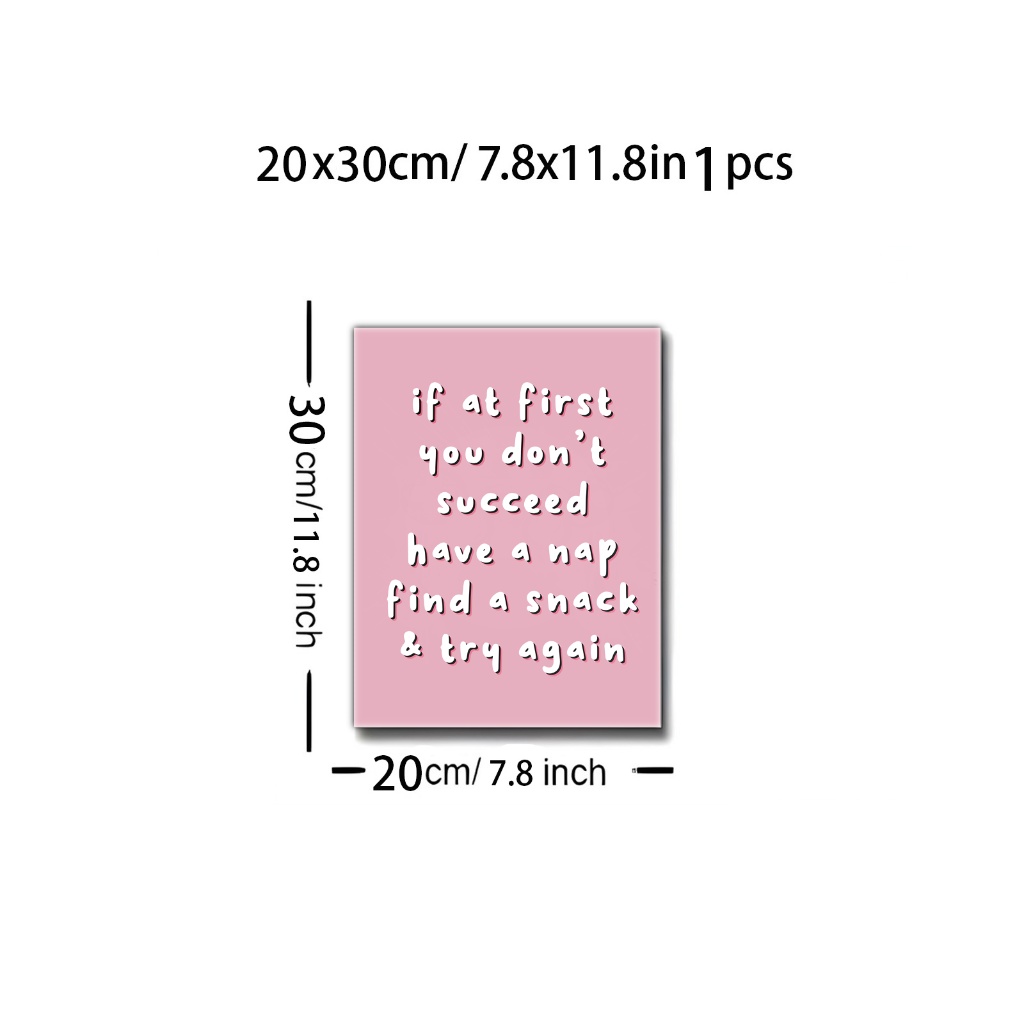 20x30cm/ 7.8x11.8in 1 pcs
30cm/11.8 inch
if at first
you don't
succeed
have a nap
find a snack
& try again
20cm/ 7.8 inch